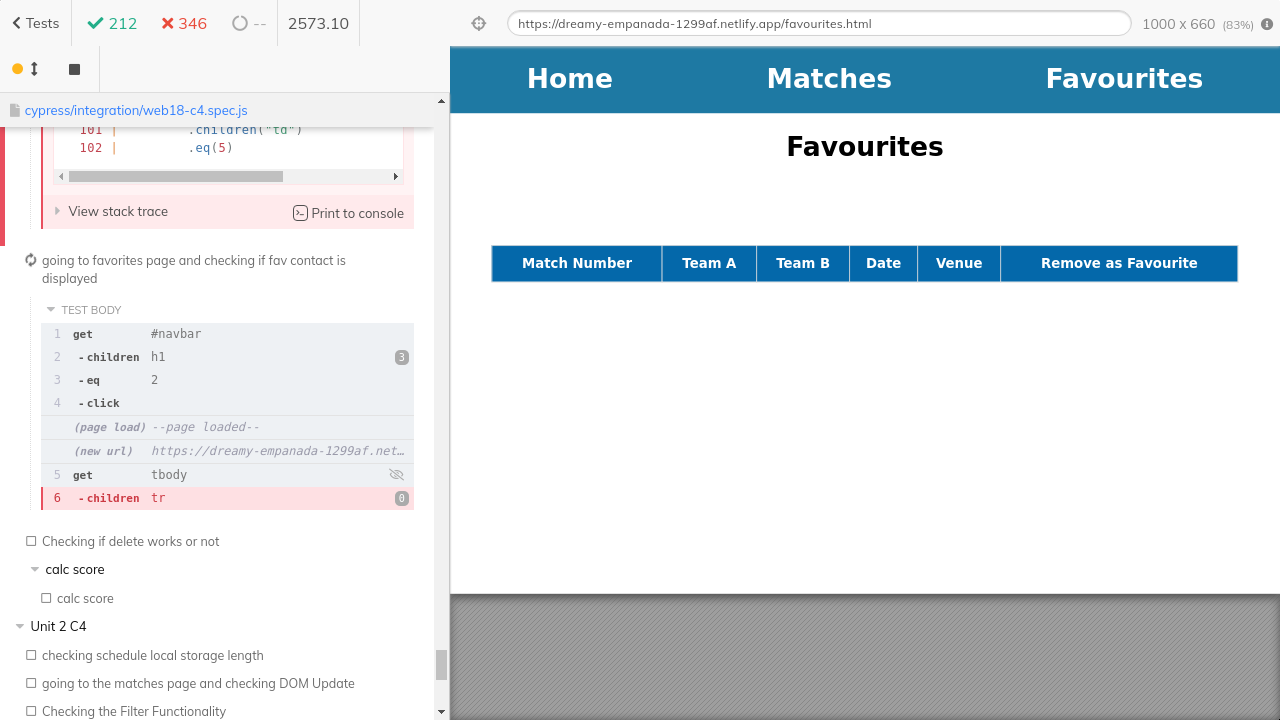 Tests
212
346
--
2573.10
https://dreamy-empanada-1299af.netlify.app/favourites.html
1000 x 660 (83%)
cypress/integration/web18-c4.spec.js
101 | .children("td")
102 | .eq(5)
View stack trace
Print to console
going to favorites page and checking if fav contact is
displayed
TEST BODY
1 get #navbar
2 -children h1 3
3 -eq 2
4 -click
(page load) --page loaded--
(new url) https://dreamy-empanada-1299af.net…
5 get tbody
6 -children tr 0
Checking if delete works or not
calc score
calc score
Unit 2 C4
checking schedule local storage length
going to the matches page and checking DOM Update
Checking the Filter Functionality
Home Matches Favourites
Favourites
Match Number Team A Team B Date Venue Remove as Favourite